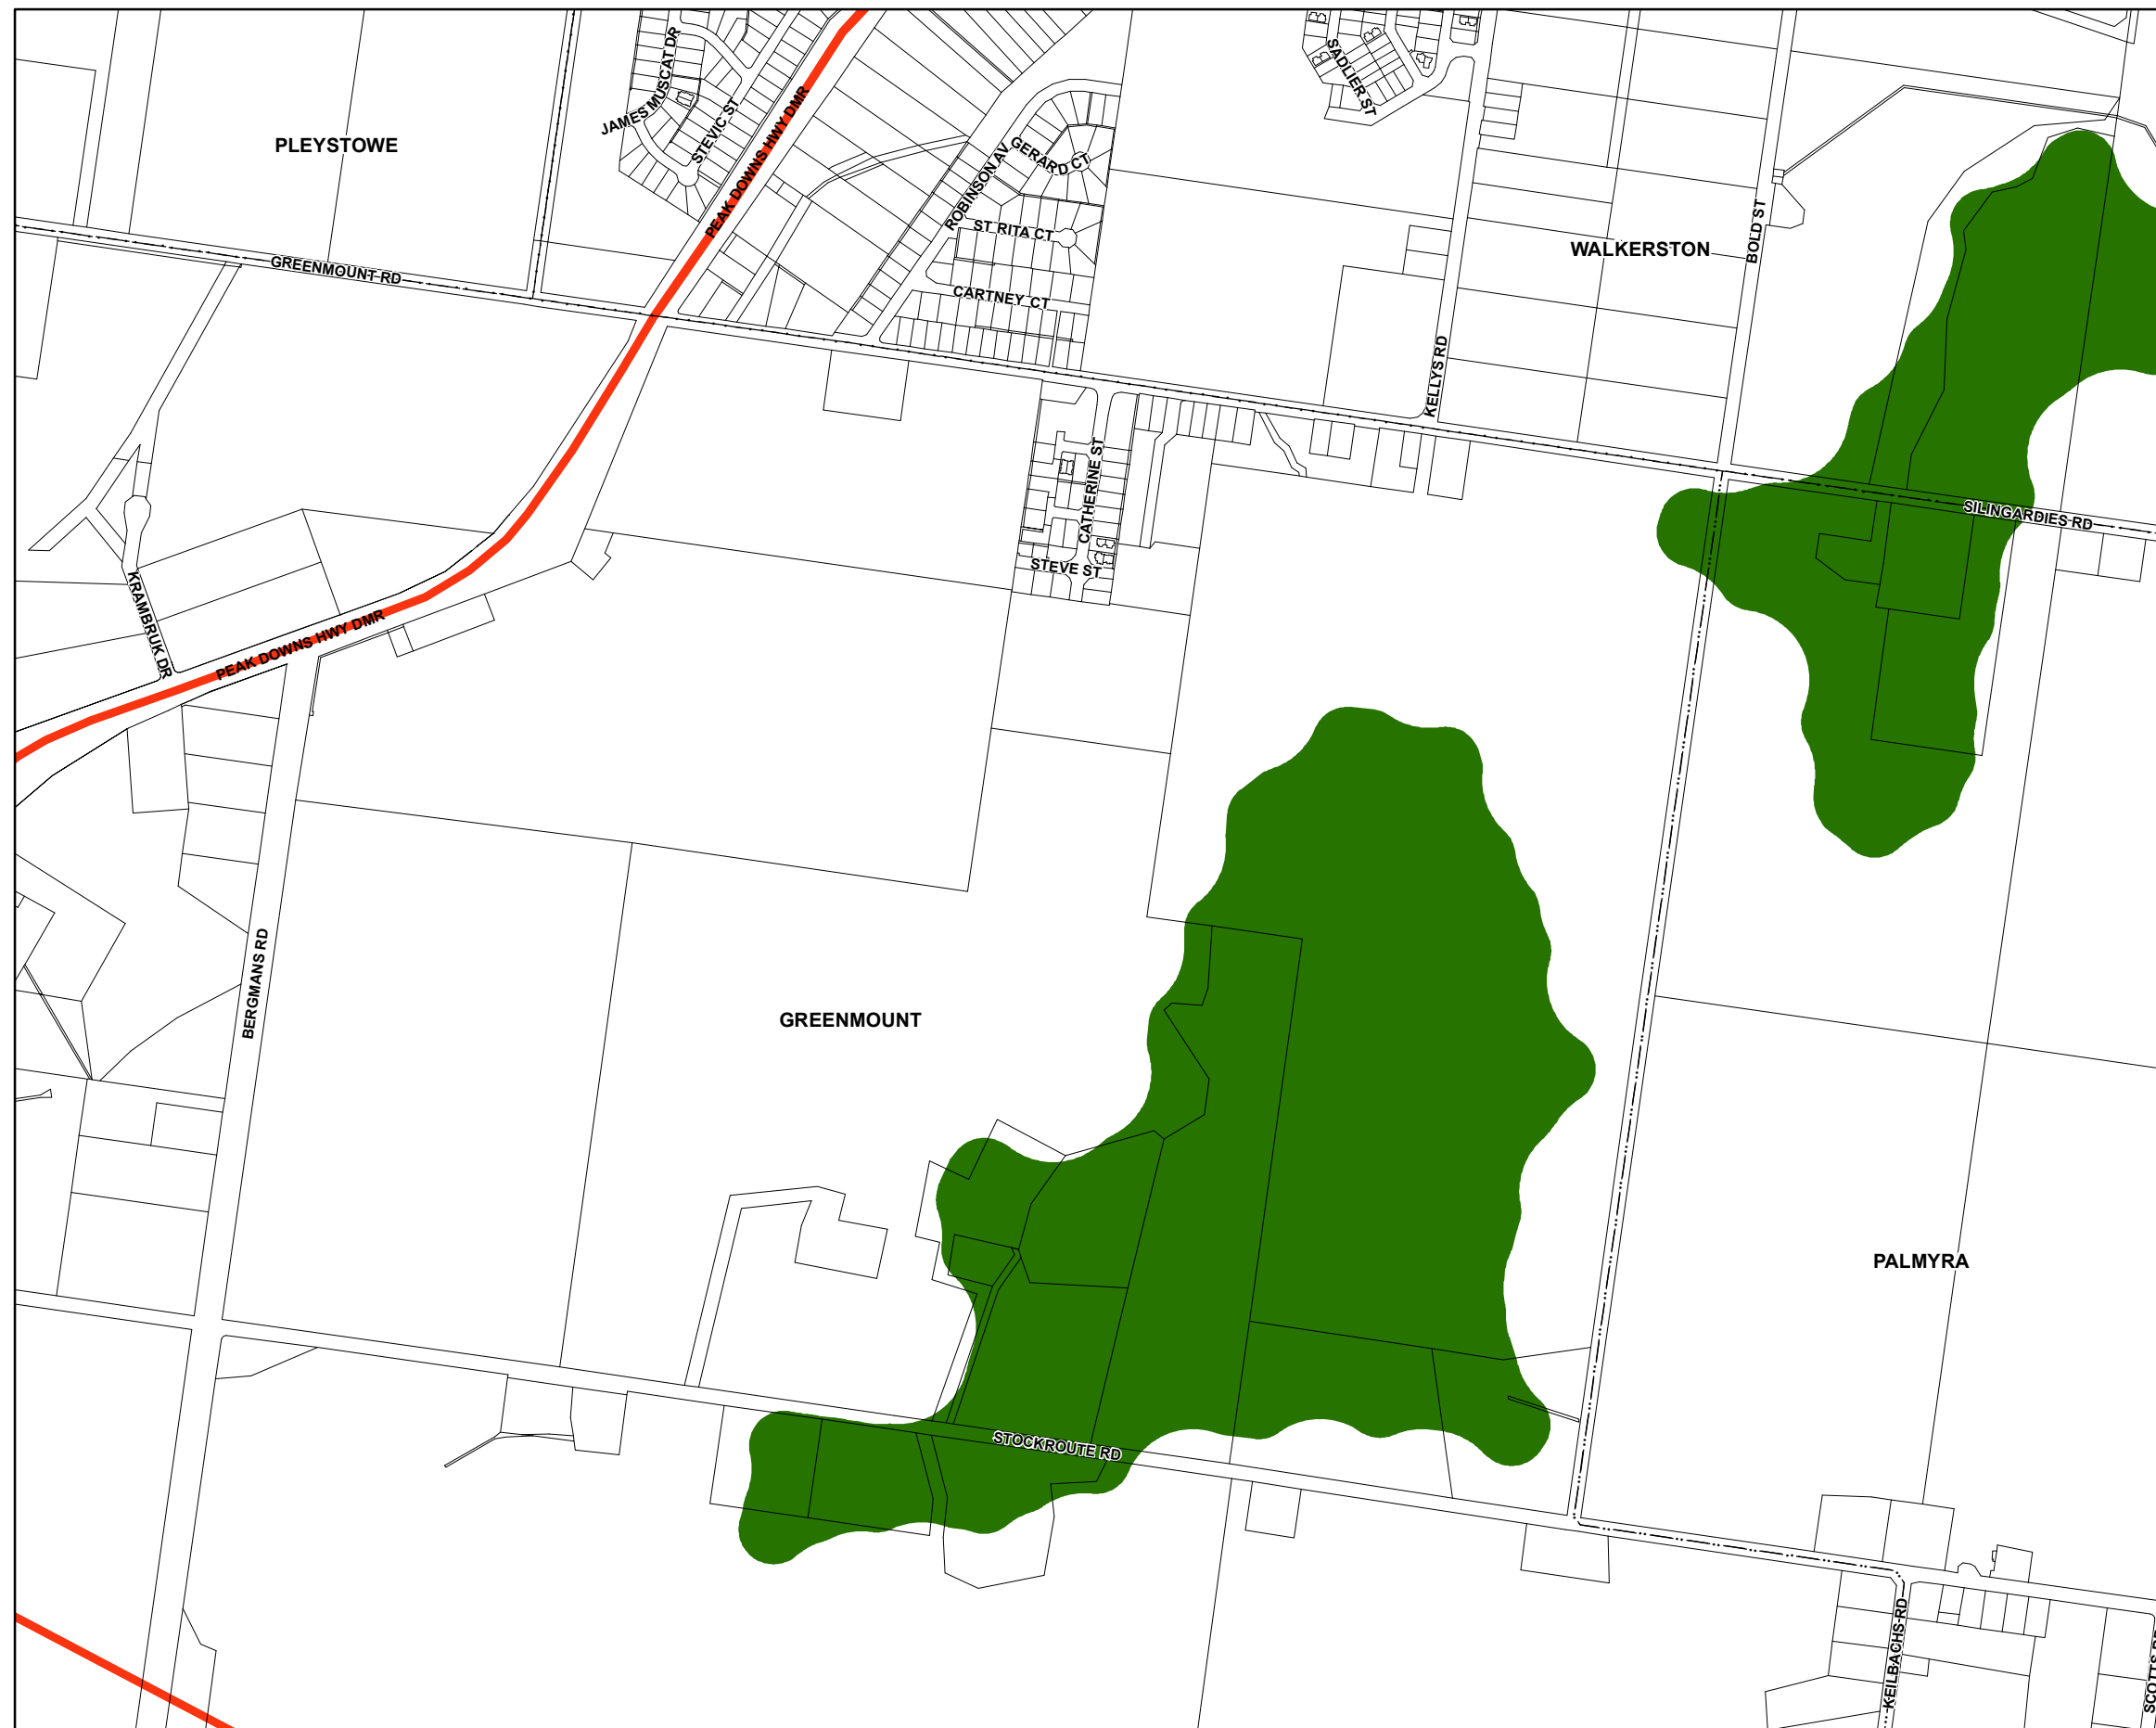 JAMES MUSCAT DR
STEVIC ST
PEAK DOWNS HWY DMR
SADLIER ST
PLEYSTOWE
GERARD CT
ROBINSON AV
ST RITA CT
WALKERSTON
BOLD ST
GREENMOUNT RD
CARTNEY CT
KELLYS RD
CATHERINE ST
SILINGARDIES RD
STEVE ST
KRAMBRUK DR
PEAK DOWNS HWY DMR
BERGMANS RD
GREENMOUNT
PALMYRA
STOCKROUTE RD
KEILBACHS RD
SCOTTS RD